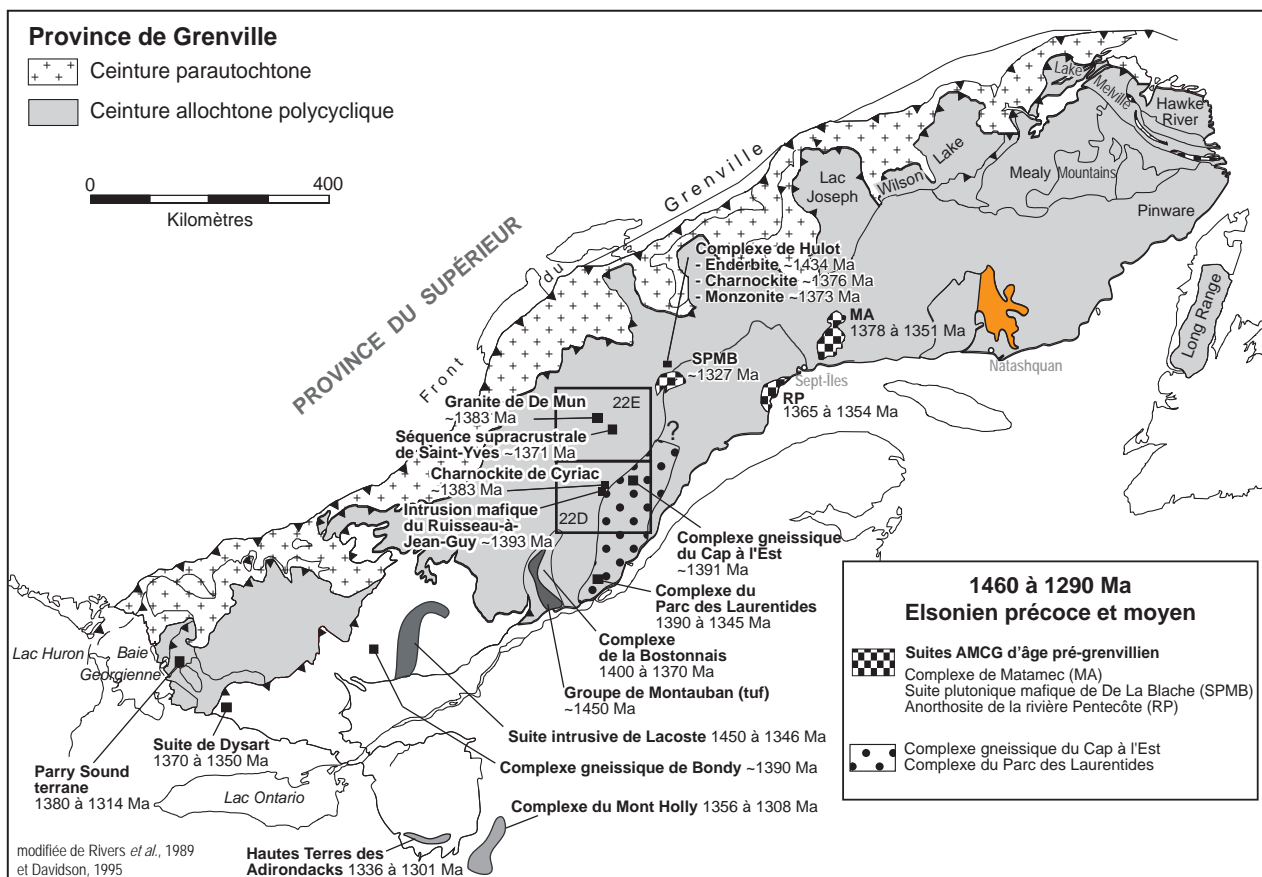 Province de Grenville
Ceinture parautochtone
Ceinture allochtone polycyclique
0 400
Kilomètres
PROVINCE DU SUPÉRIEUR
Front du Grenville
Lac
Joseph
Wilson
Lake
Lake
Melville
Hawke
River
Mealy Mountains
Pinware
Long Range
Complexe de Hulot
- Enderbite ~1434 Ma
- Charnockite ~1376 Ma
- Monzonite ~1373 Ma
MA
1378 à 1351 Ma
SPMB
~1327 Ma
Sept-Îles
Natashquan
RP
1365 à 1354 Ma
22E
Granite de De Mun
~1383 Ma
Séquence supracrustrale
de Saint-Yves ~1371 Ma
?
Charnockite de Cyriac
~1383 Ma
Intrusion mafique
du Ruisseau-à-
Jean-Guy ~1393 Ma
22D
Complexe gneissique
du Cap à l'Est
~1391 Ma
Complexe du
Parc des Laurentides
1390 à 1345 Ma
Complexe
de la Bostonnais
1400 à 1370 Ma
Groupe de Montauban (tuf)
~1450 Ma
Suite intrusive de Lacoste 1450 à 1346 Ma
Complexe gneissique de Bondy ~1390 Ma
Complexe du Mont Holly 1356 à 1308 Ma
Hautes Terres des
Adirondacks 1336 à 1301 Ma
Lac Huron
Baie
Georgienne
Suite de Dysart
1370 à 1350 Ma
Parry Sound
terrane
1380 à 1314 Ma
Lac Ontario
modifiée de Rivers et al., 1989
et Davidson, 1995
1460 à 1290 Ma
Elsonien précoce et moyen
Suites AMCG d'âge pré-grenvillien
Complexe de Matamec (MA)
Suite plutonique mafique de De La Blache (SPMB)
Anorthosite de la rivière Pentecôte (RP)
Complexe gneissique du Cap à l'Est
Complexe du Parc des Laurentides